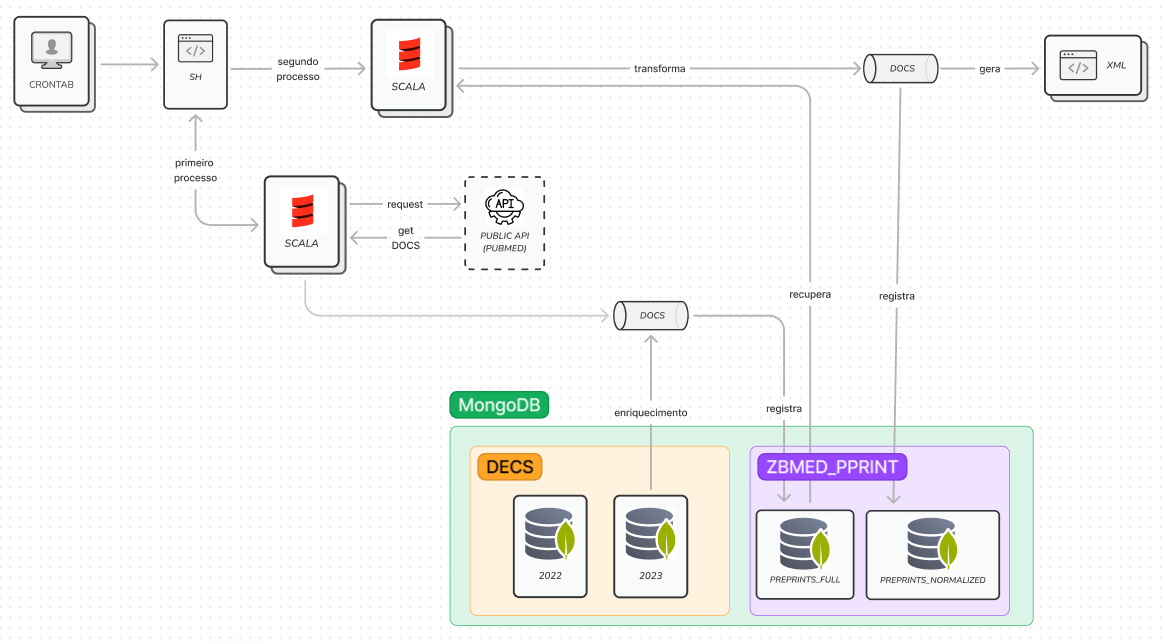 CRONTAB
SH
segundo
processo
SCALA
transforma
DOCS
gera
XML
primeiro
processo
SCALA
request
get
DOCS
API
PUBLIC API
(PUBMED)
recupera
registra
DOCS
enriquecimento
registra
MongoDB
DECS
2022
2023
ZBMED_PPRINT
PREPRINTS_FULL
PREPRINTS_NORMALIZED